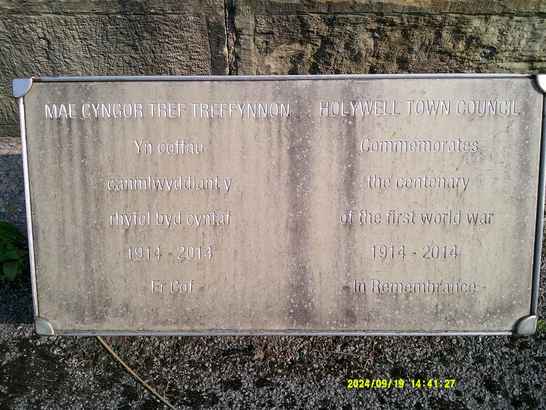 MAE CYNGOR TREF TREFFYNNON
Yn coffau
canmlwyddiant y
rhyfel byd cyntaf
1914 - 2014
Er Cof
HOLYWELL TOWN COUNCIL
Commemorates
the centenary
of the first world war
1914 - 2014
- In Remembrance -
2024/09/19 14:41:27